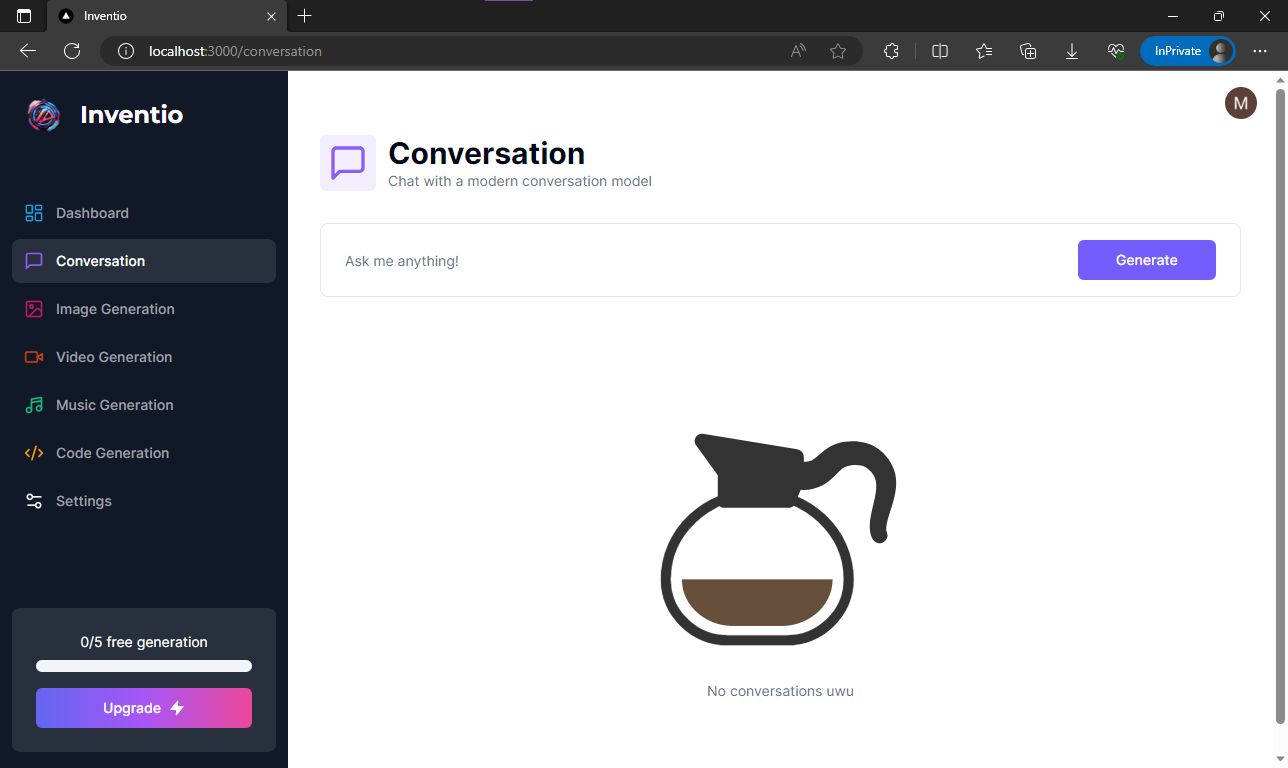 Inventio
localhost:3000/conversation
InPrivate
Inventio
M
Conversation
Chat with a modern conversation model
Dashboard
Conversation
Ask me anything!
Generate
Image Generation
Video Generation
Music Generation
Code Generation
Settings
0/5 free generation
Upgrade
No conversations uwu